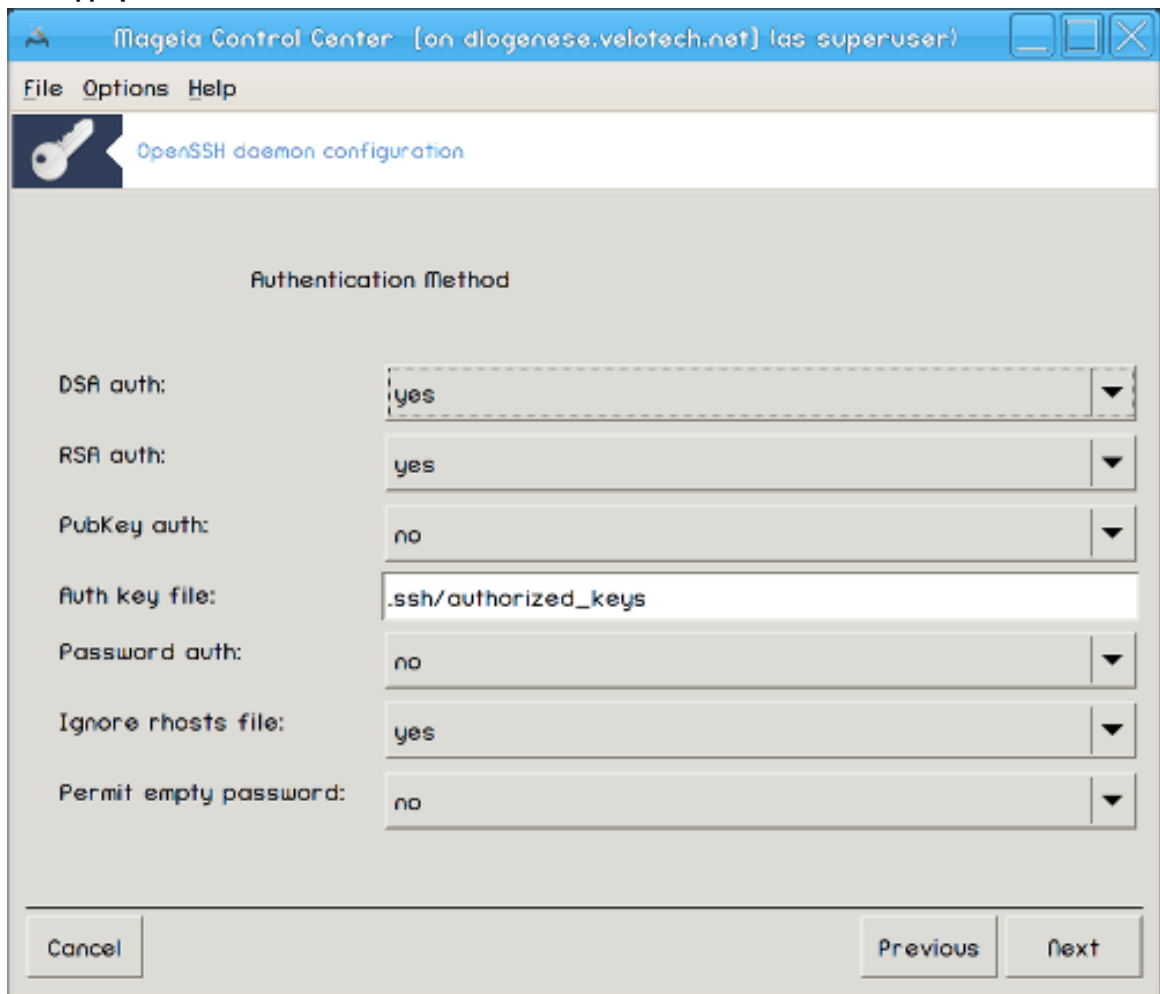 Mageia Control Center [on diogenese.velotech.net] (as superuser)
File Options Help
OpenSSH daemon configuration
Authentication Method
DSA auth: yes
RSA auth: yes
PubKey auth: no
Auth key file: .ssh/authorized_keys
Password auth: no
Ignore rhosts file: yes
Permit empty password: no
Cancel Previous Next